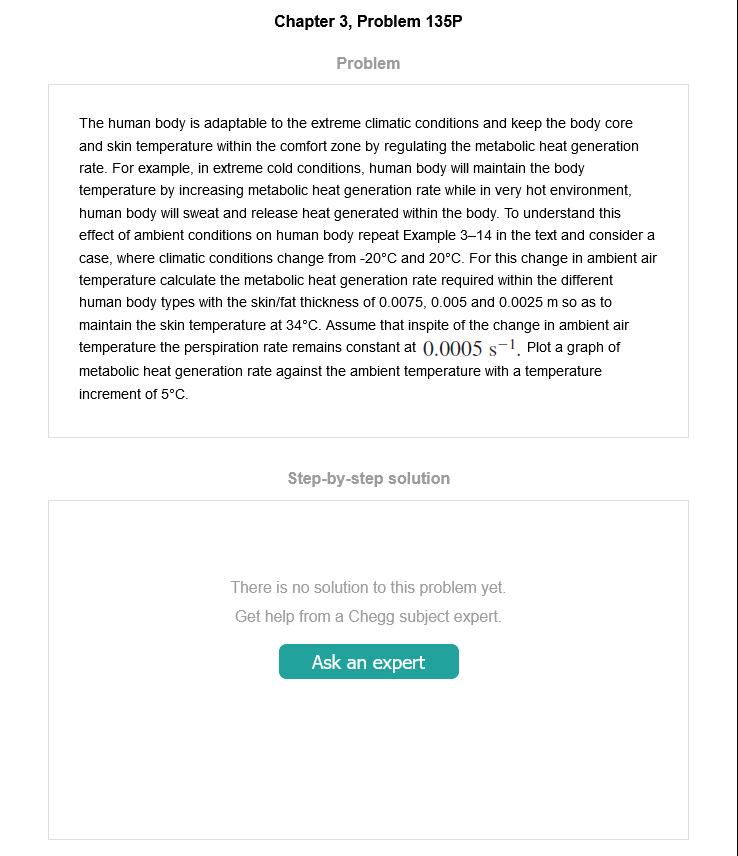 Chapter 3, Problem 135P
Problem
The human body is adaptable to the extreme climatic conditions and keep the body core
and skin temperature within the comfort zone by regulating the metabolic heat generation
rate. For example, in extreme cold conditions, human body will maintain the body
temperature by increasing metabolic heat generation rate while in very hot environment,
human body will sweat and release heat generated within the body. To understand this
effect of ambient conditions on human body repeat Example 3–14 in the text and consider a
case, where climatic conditions change from -20°C and 20°C. For this change in ambient air
temperature calculate the metabolic heat generation rate required within the different
human body types with the skin/fat thickness of 0.0075, 0.005 and 0.0025 m so as to
maintain the skin temperature at 34°C. Assume that inspite of the change in ambient air
temperature the perspiration rate remains constant at 0.0005 s⁻¹. Plot a graph of
metabolic heat generation rate against the ambient temperature with a temperature
increment of 5°C.
Step-by-step solution
There is no solution to this problem yet.
Get help from a Chegg subject expert.
Ask an expert